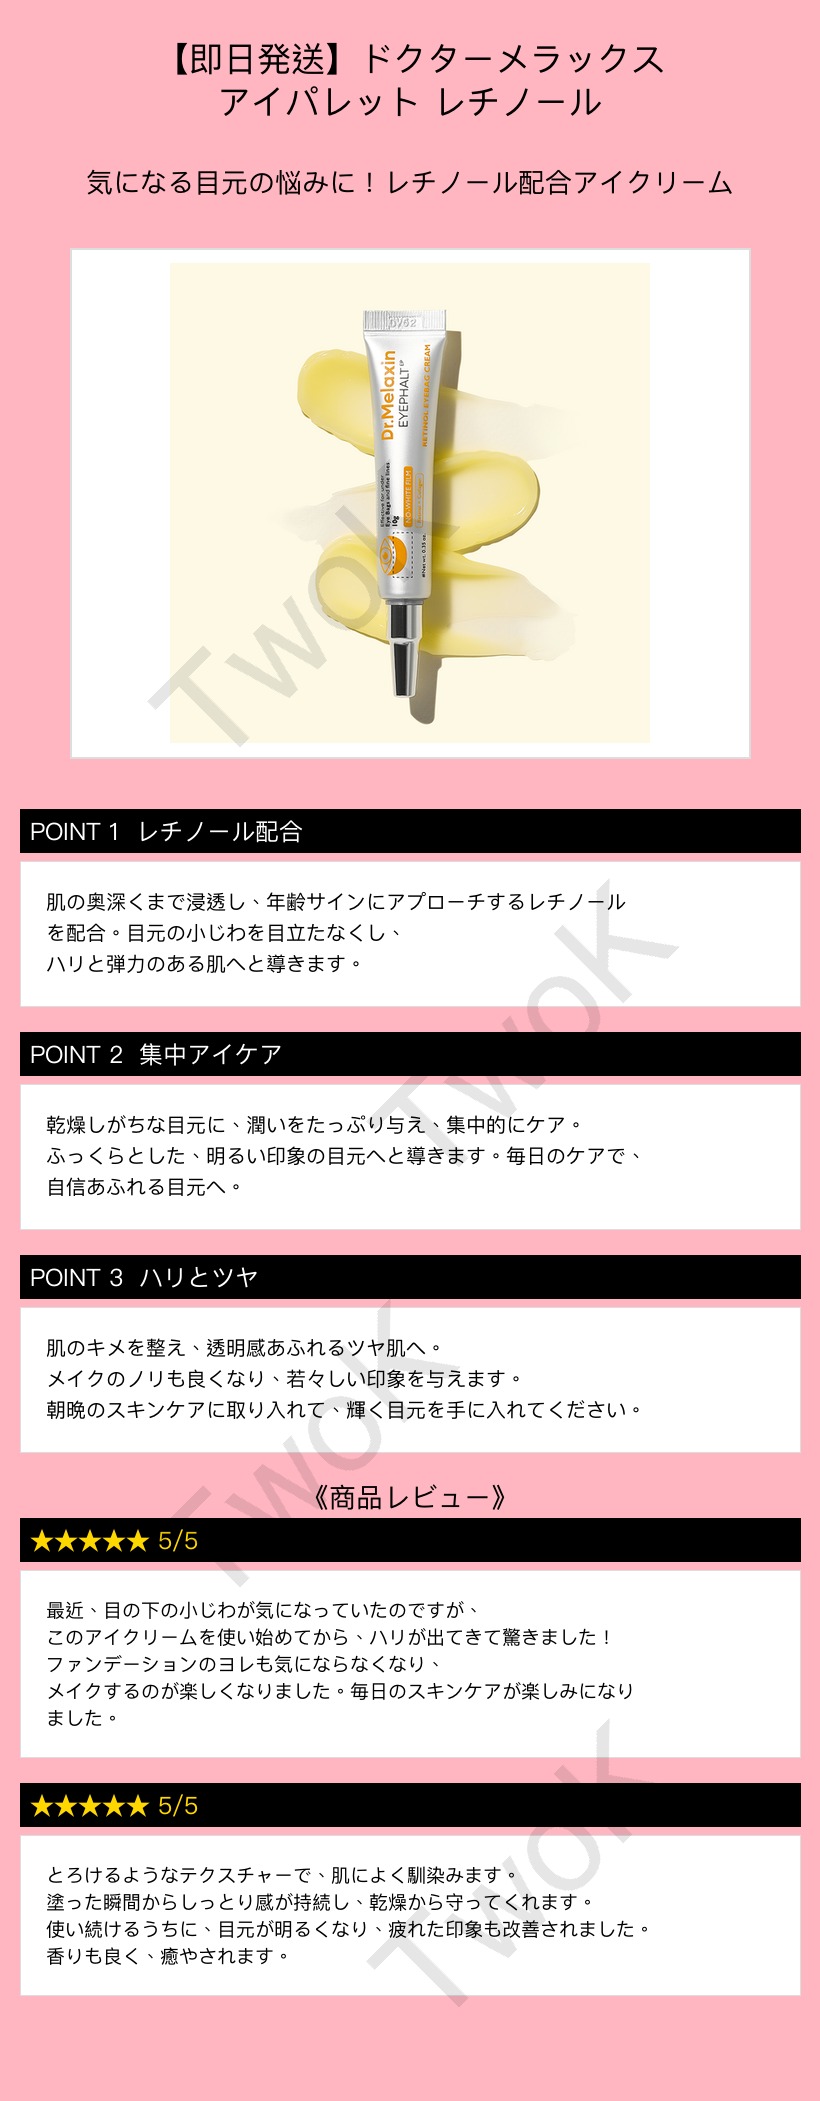 【即日発送】ドクターメラックス
アイパレット レチノール
気になる目元の悩みに！レチノール配合アイクリーム
DV62
Dr.Melaxin
EYEPHALT EP
RETINOL EYEBAG CREAM
Effective for under
Eye Bags and fine lines.
10g
NO-WHITE FILM
Net wt. 0.35 oz.
TwoK
POINT 1 レチノール配合
肌の奥深くまで浸透し、年齢サインにアプローチするレチノール
を配合。目元の小じわを目立たなくし、
ハリと弾力のある肌へと導きます。
TwoK
POINT 2 集中アイケア
乾燥しがちな目元に、潤いをたっぷり与え、集中的にケア。
ふっくらとした、明るい印象の目元へと導きます。毎日のケアで、
自信あふれる目元へ。
POINT 3 ハリとツヤ
肌のキメを整え、透明感あふれるツヤ肌へ。
メイクのノリも良くなり、若々しい印象を与えます。
朝晩のスキンケアに取り入れて、輝く目元を手に入れてください。
TwoK
《商品レビュー》
★★★★★ 5/5
最近、目の下の小じわが気になっていたのですが、
このアイクリームを使い始めてから、ハリが出てきて驚きました！
ファンデーションのヨレも気にならなくなり、
メイクするのが楽しくなりました。毎日のスキンケアが楽しみになり
ました。
★★★★★ 5/5
とろけるようなテクスチャーで、肌によく馴染みます。
塗った瞬間からしっとり感が持続し、乾燥から守ってくれます。
使い続けるうちに、目元が明るくなり、疲れた印象も改善されました。
香りも良く、癒やされます。
TwoK